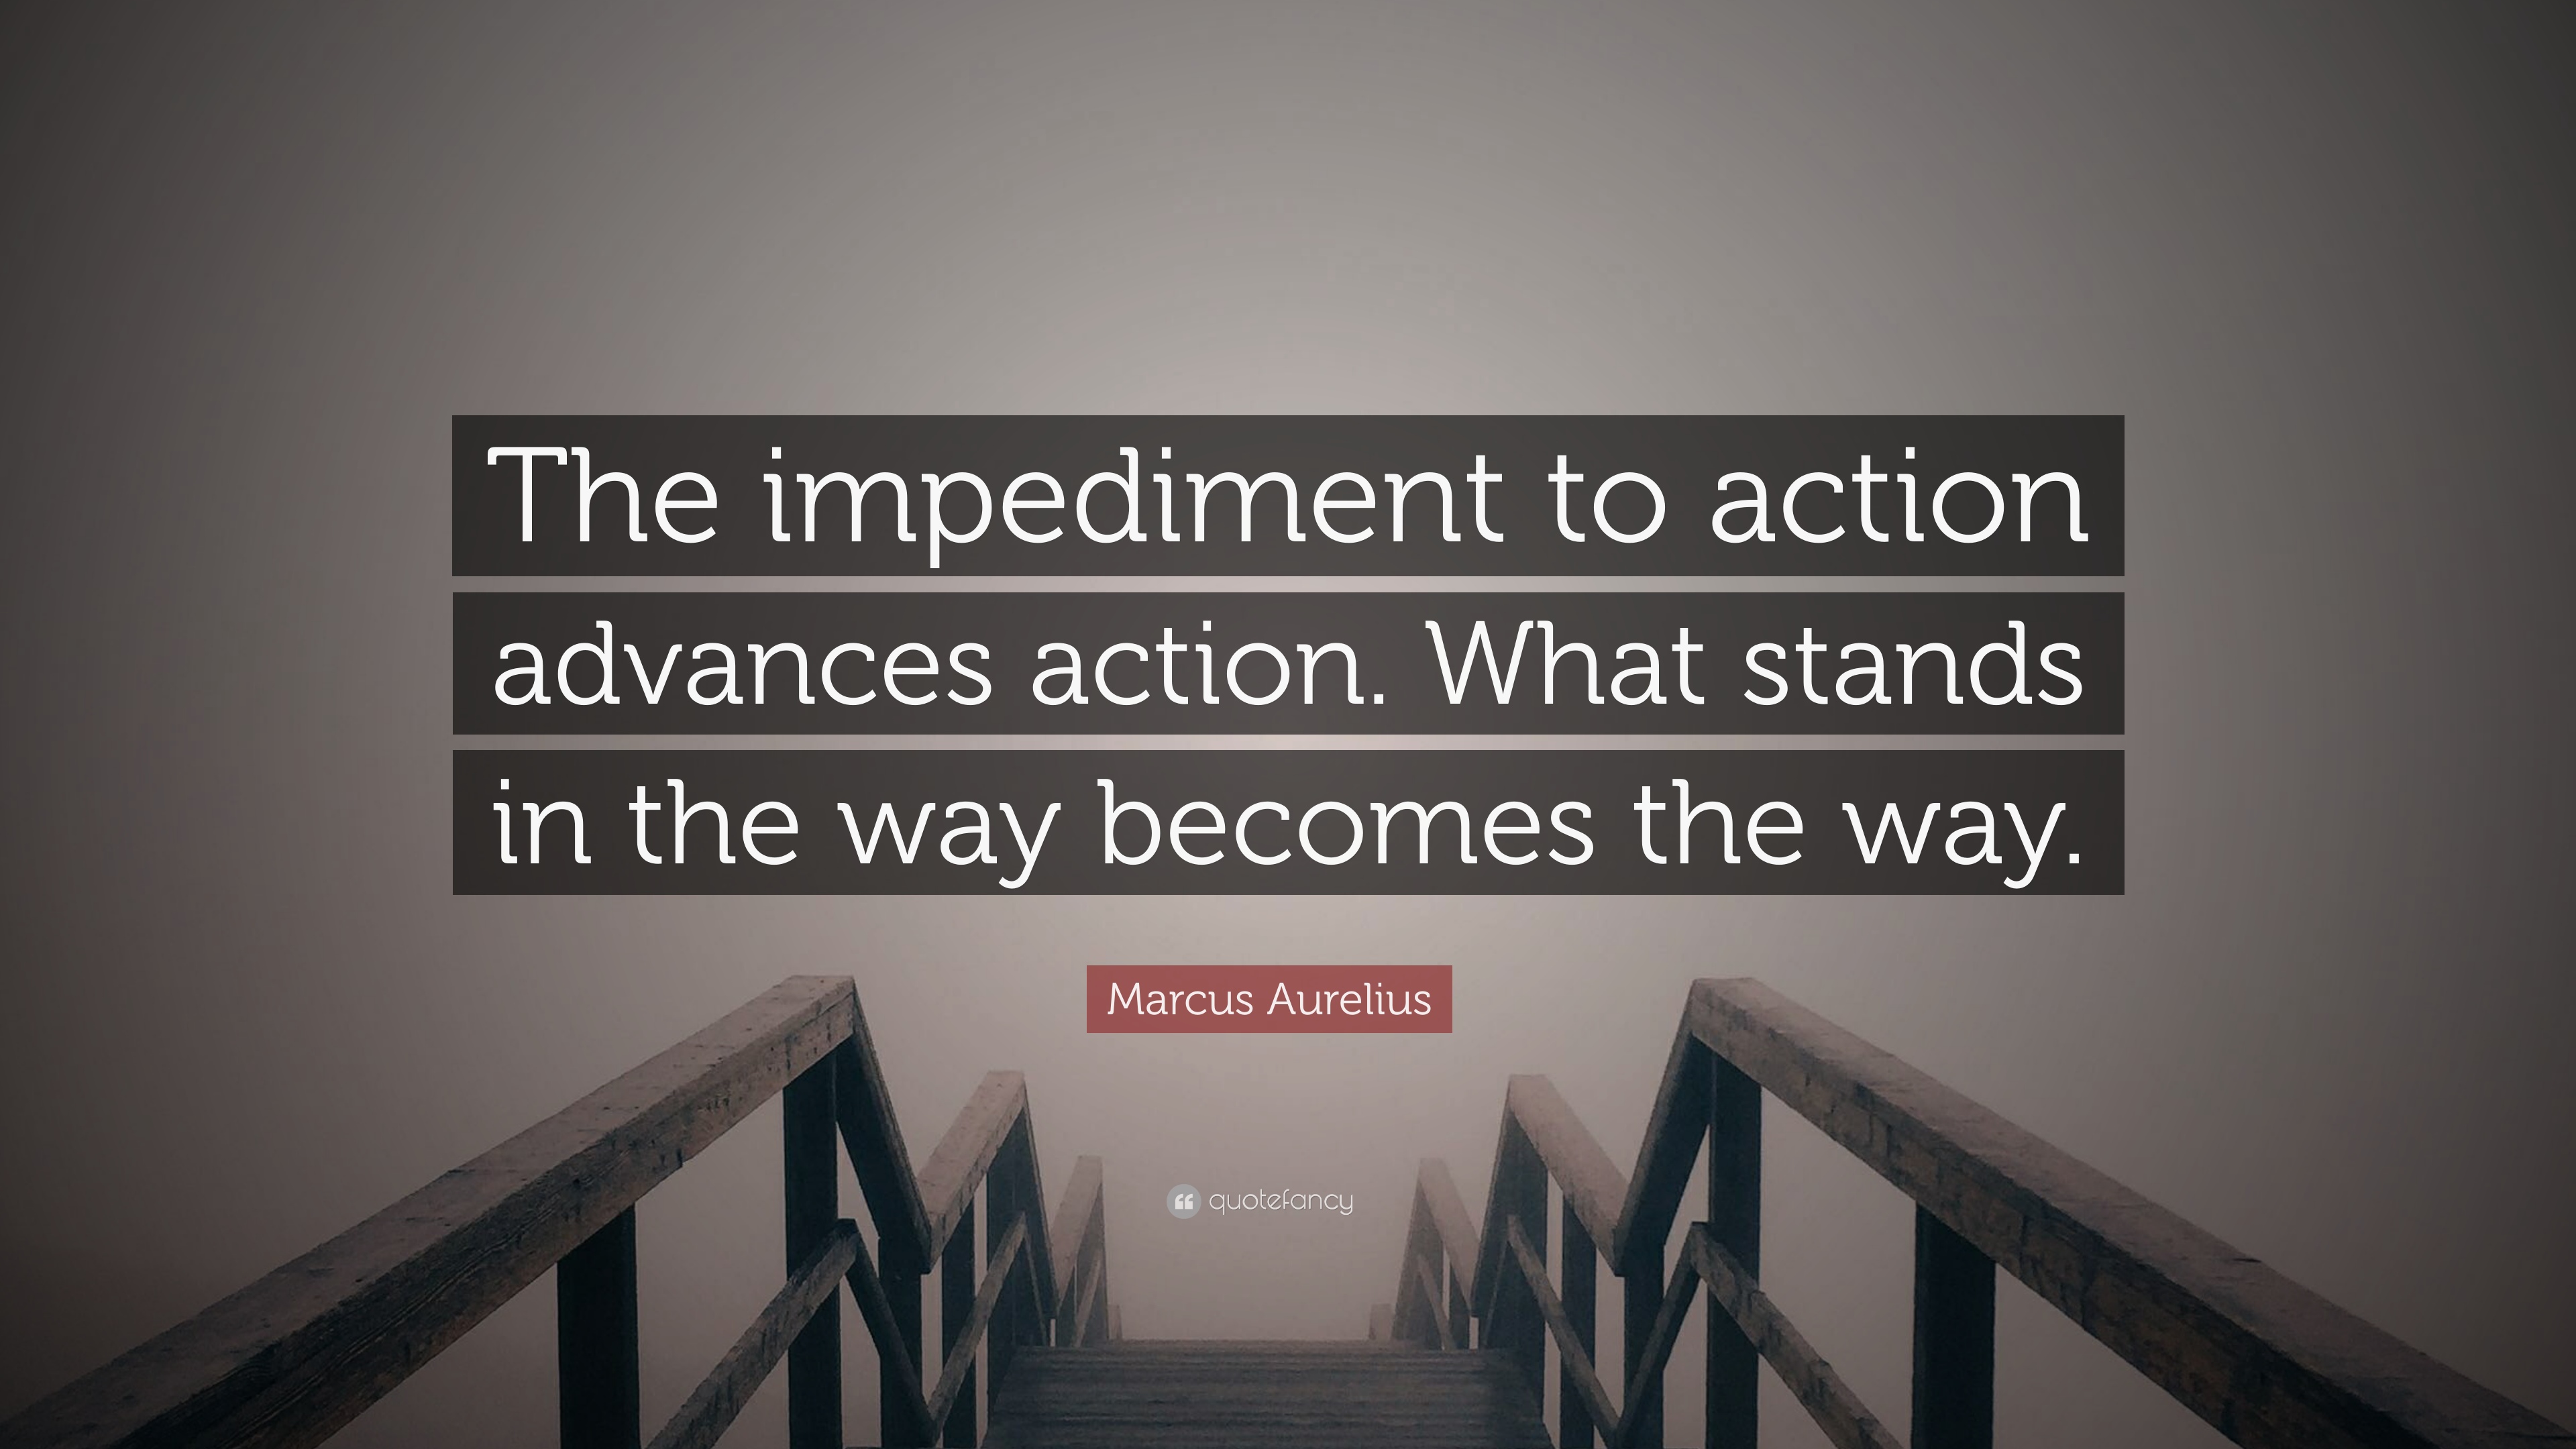 The impediment to action
advances action. What stands
in the way becomes the way.
Marcus Aurelius
quotefancy